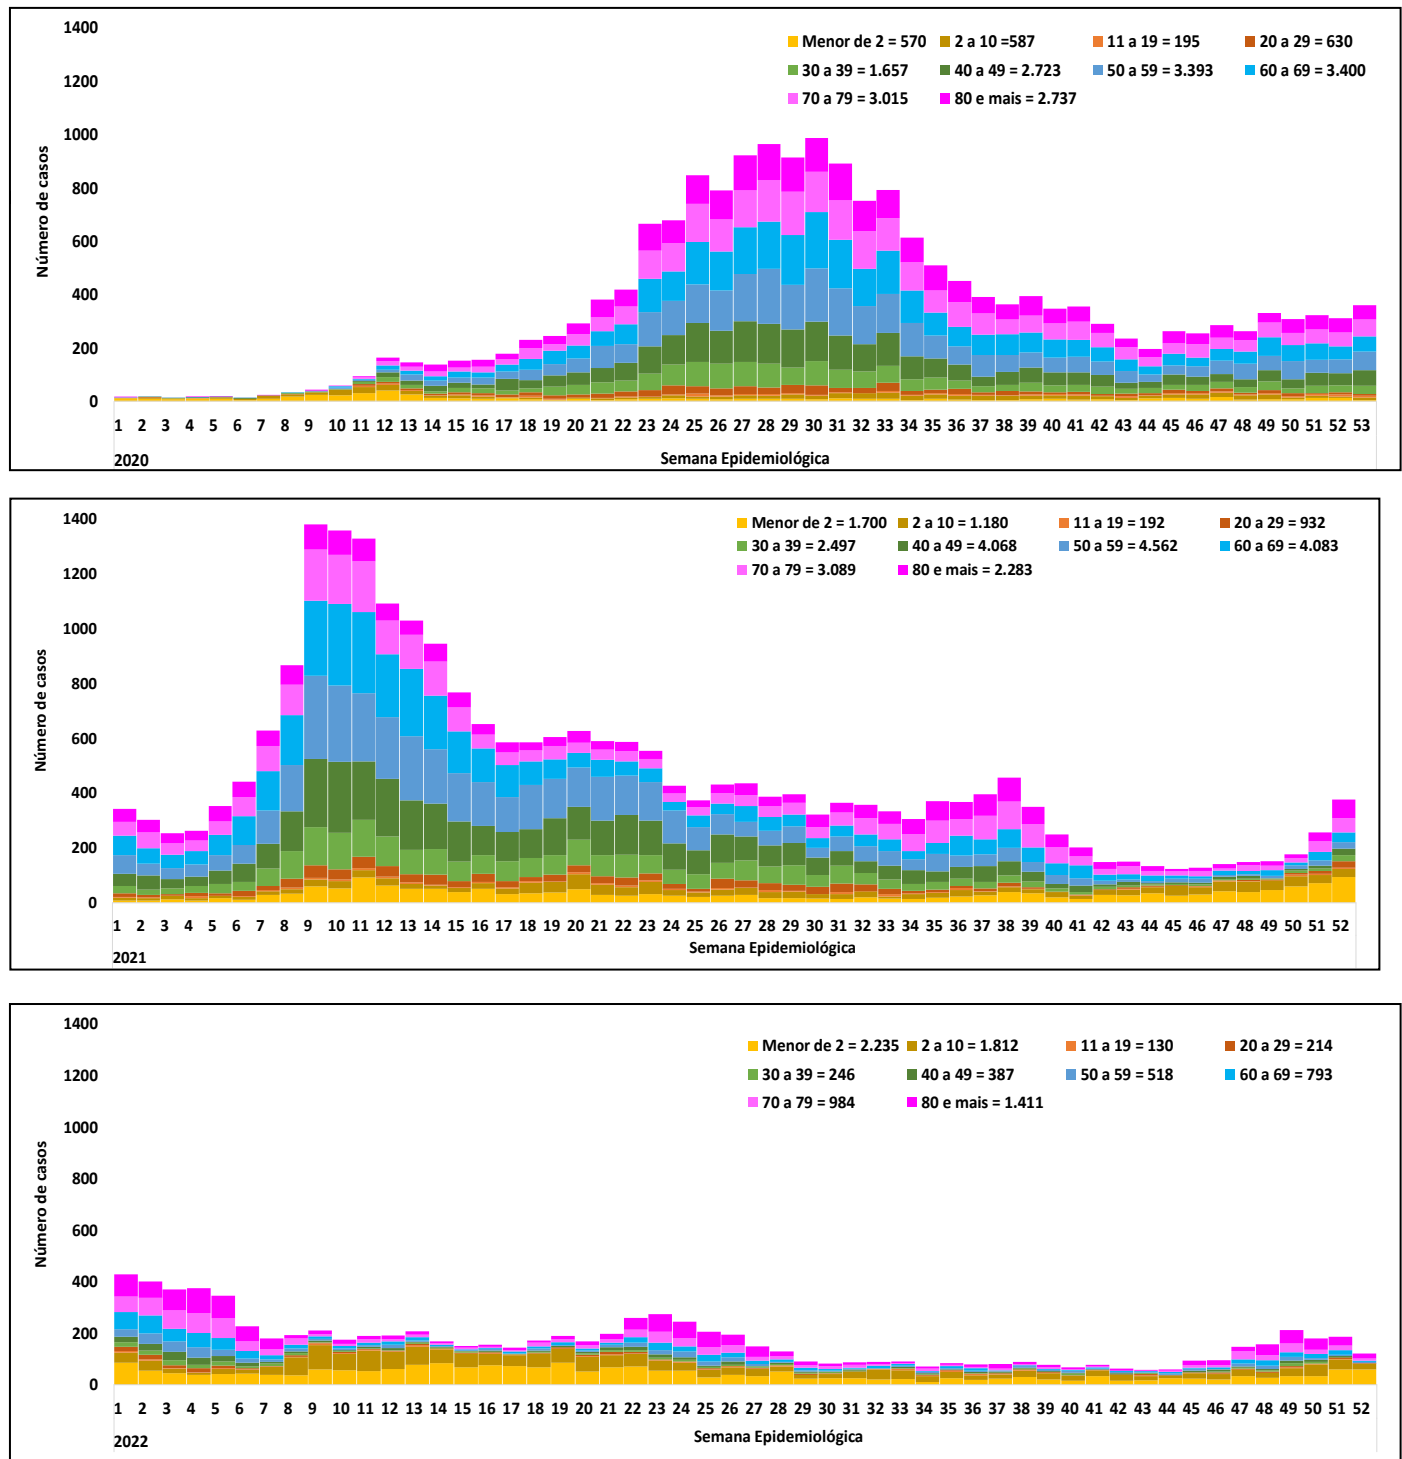 1400
Menor de 2 = 570 2 a 10 =587 11 a 19 = 195 20 a 29 = 630
30 a 39 = 1.657 40 a 49 = 2.723 50 a 59 = 3.393 60 a 69 = 3.400
70 a 79 = 3.015 80 e mais = 2.737
1200
1000
800
600
400
200
0
Número de casos
1 2 3 4 5 6 7 8 9 10 11 12 13 14 15 16 17 18 19 20 21 22 23 24 25 26 27 28 29 30 31 32 33 34 35 36 37 38 39 40 41 42 43 44 45 46 47 48 49 50 51 52 53
2020
Semana Epidemiológica
1400
Menor de 2 = 1.700 2 a 10 = 1.180 11 a 19 = 192 20 a 29 = 932
30 a 39 = 2.497 40 a 49 = 4.068 50 a 59 = 4.562 60 a 69 = 4.083
70 a 79 = 3.089 80 e mais = 2.283
1200
1000
800
600
400
200
0
Número de casos
1 2 3 4 5 6 7 8 9 10 11 12 13 14 15 16 17 18 19 20 21 22 23 24 25 26 27 28 29 30 31 32 33 34 35 36 37 38 39 40 41 42 43 44 45 46 47 48 49 50 51 52
2021
Semana Epidemiológica
1400
Menor de 2 = 2.235 2 a 10 = 1.812 11 a 19 = 130 20 a 29 = 214
30 a 39 = 246 40 a 49 = 387 50 a 59 = 518 60 a 69 = 793
70 a 79 = 984 80 e mais = 1.411
1200
1000
800
600
400
200
0
Número de casos
1 2 3 4 5 6 7 8 9 10 11 12 13 14 15 16 17 18 19 20 21 22 23 24 25 26 27 28 29 30 31 32 33 34 35 36 37 38 39 40 41 42 43 44 45 46 47 48 49 50 51 52
2022
Semana Epidemiológica